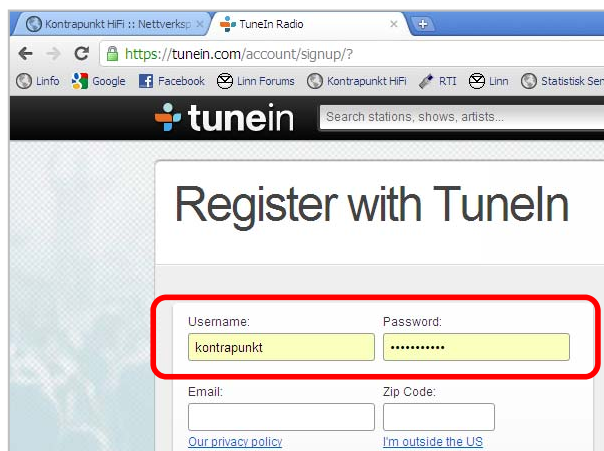 Kontrapunkt HiFi :: Nettverksp TuneIn Radio
https://tunein.com/account/signup/?
Linfo Google Facebook Linn Forums Kontrapunkt HiFi RTI Linn Statistisk Ser
tunein Search stations, shows, artists...
Register with TuneIn
Username: Password:
kontrapunkt •••••••••••
Email: Zip Code:
Our privacy policy I'm outside the US